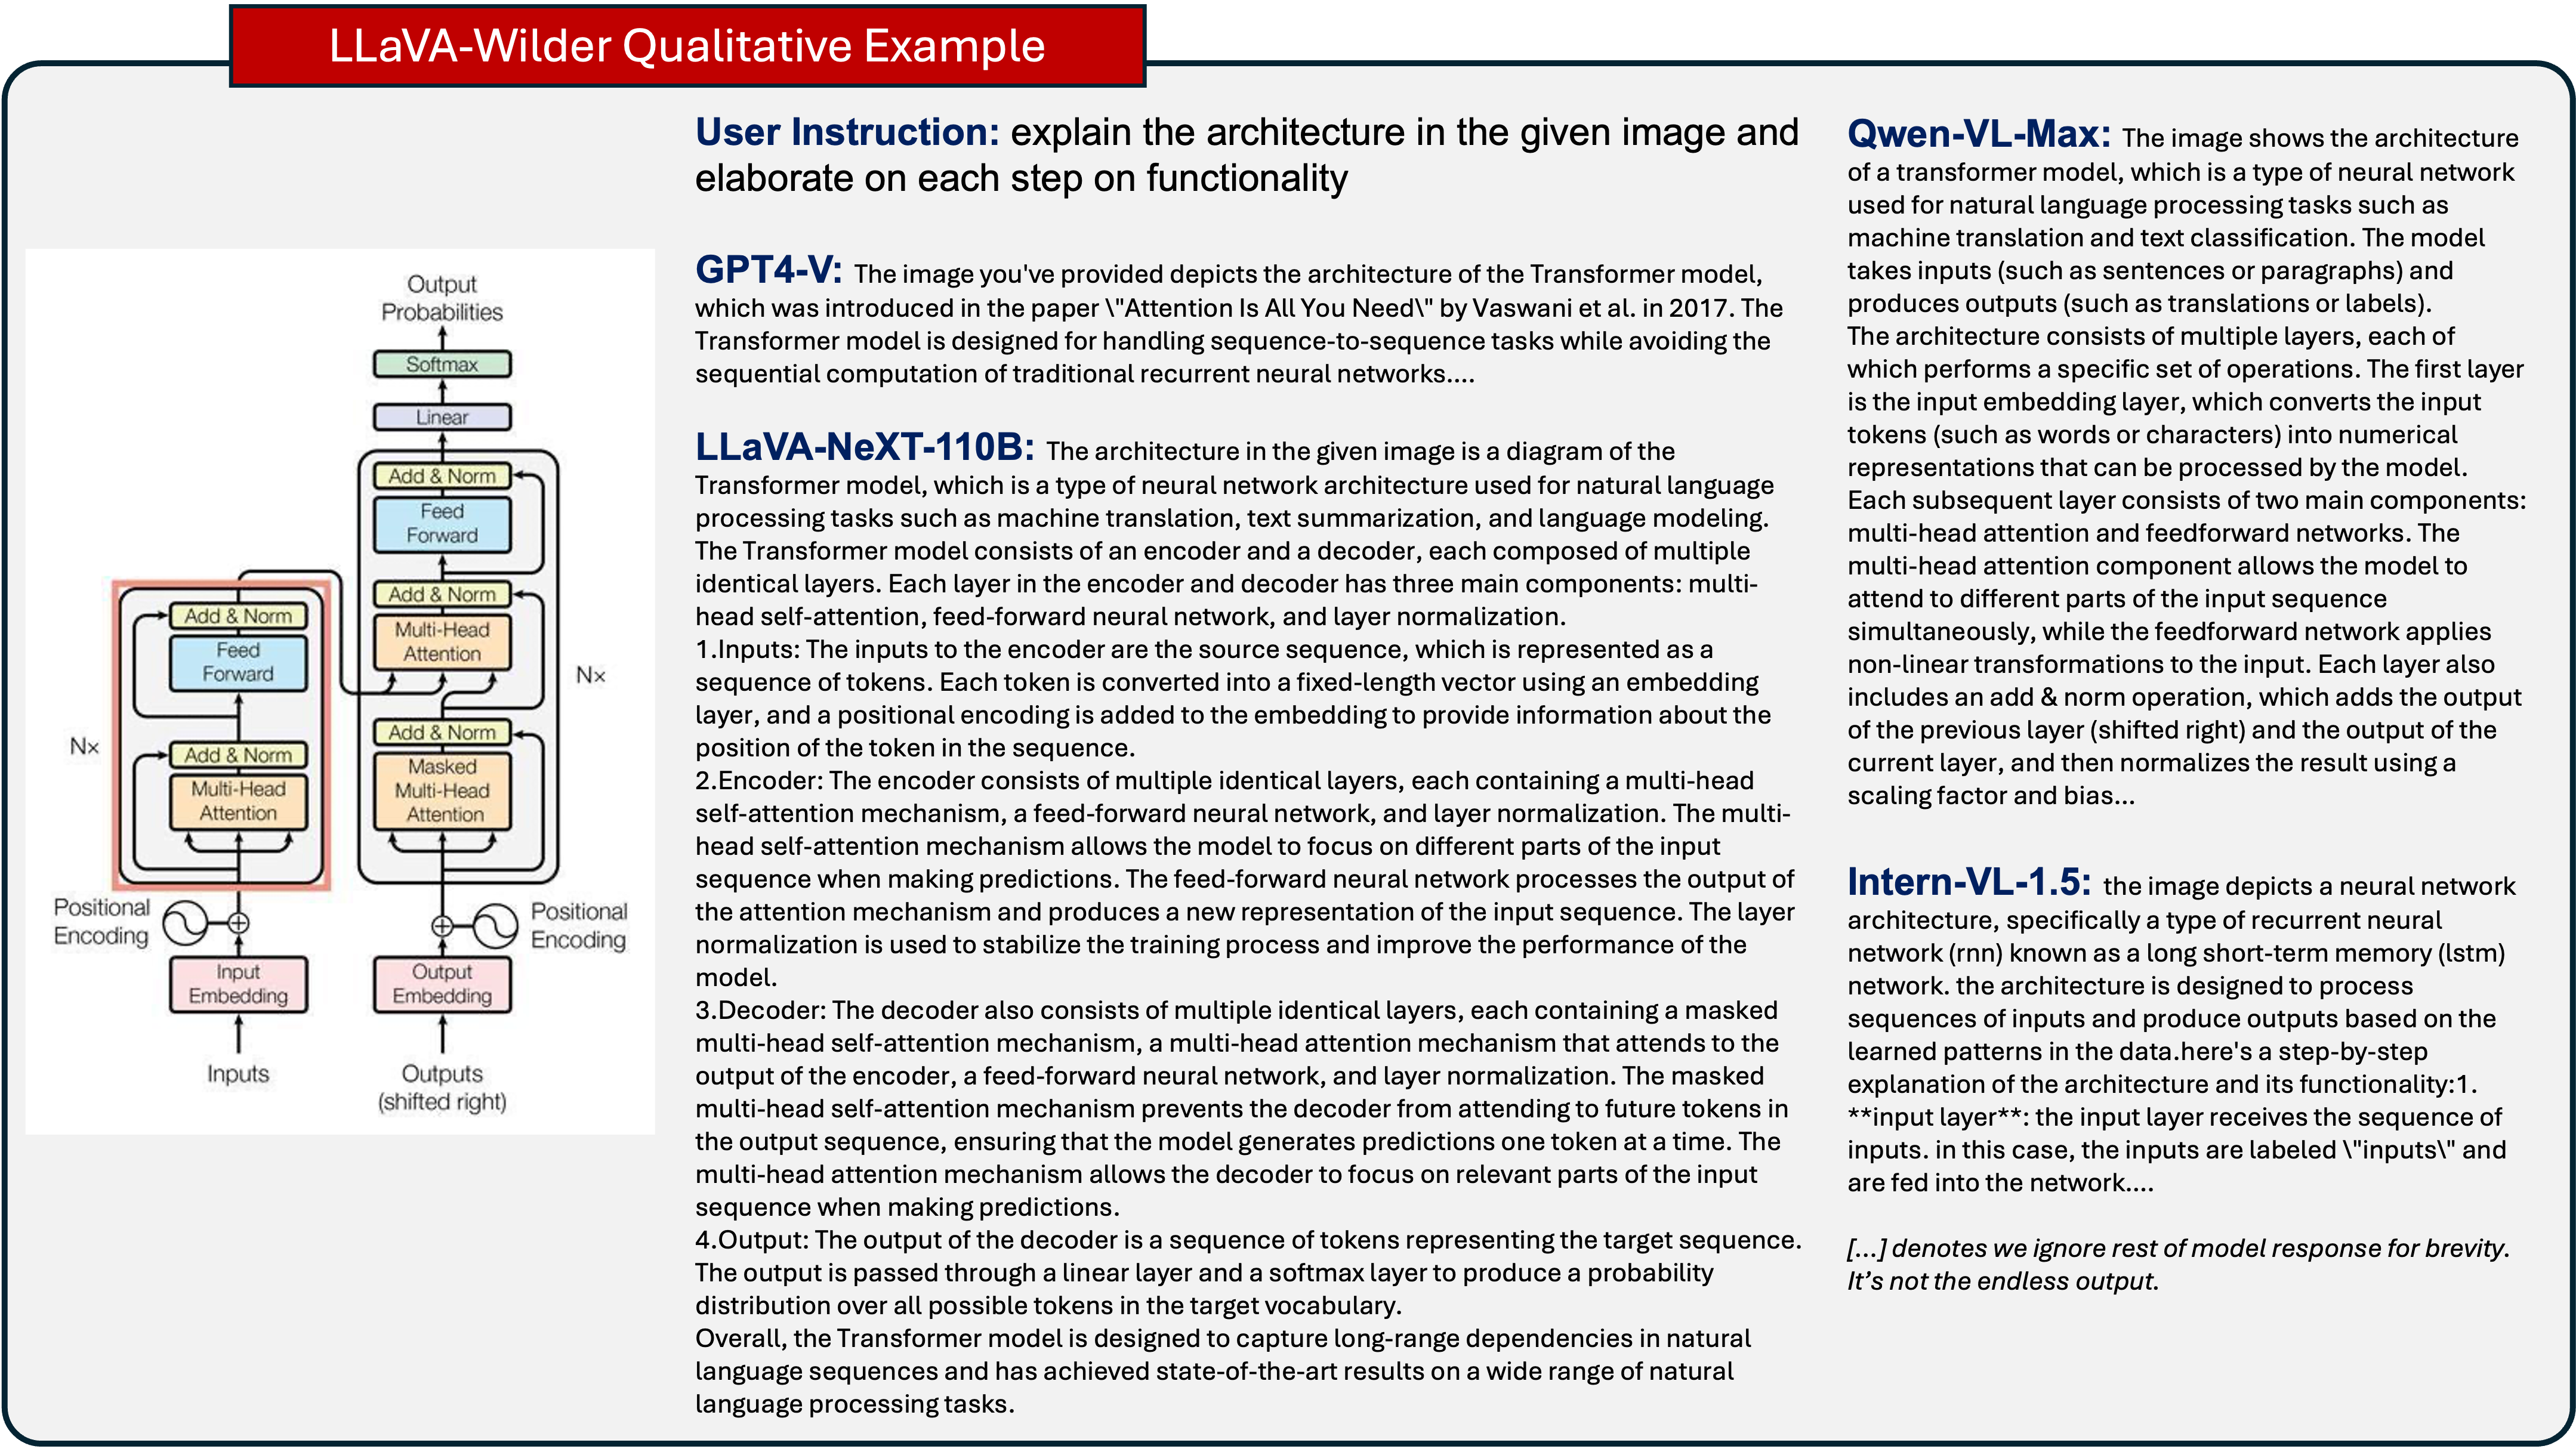 LLaVA-Wilder Qualitative Example
Output
Probabilities
Softmax
Linear
Add & Norm
Feed
Forward
Add & Norm
Multi-Head
Attention
Nx
Add & Norm
Masked
Multi-Head
Attention
Add & Norm
Feed
Forward
Nx
Add & Norm
Multi-Head
Attention
Positional
Encoding
Positional
Encoding
Input
Embedding
Output
Embedding
Inputs
Outputs
(shifted right)
User Instruction: explain the architecture in the given image and
elaborate on each step on functionality
GPT4-V: The image you've provided depicts the architecture of the Transformer model,
which was introduced in the paper \"Attention Is All You Need\" by Vaswani et al. in 2017. The
Transformer model is designed for handling sequence-to-sequence tasks while avoiding the
sequential computation of traditional recurrent neural networks....
LLaVA-NeXT-110B: The architecture in the given image is a diagram of the
Transformer model, which is a type of neural network architecture used for natural language
processing tasks such as machine translation, text summarization, and language modeling.
The Transformer model consists of an encoder and a decoder, each composed of multiple
identical layers. Each layer in the encoder and decoder has three main components: multi-
head self-attention, feed-forward neural network, and layer normalization.
1.Inputs: The inputs to the encoder are the source sequence, which is represented as a
sequence of tokens. Each token is converted into a fixed-length vector using an embedding
layer, and a positional encoding is added to the embedding to provide information about the
position of the token in the sequence.
2.Encoder: The encoder consists of multiple identical layers, each containing a multi-head
self-attention mechanism, a feed-forward neural network, and layer normalization. The multi-
head self-attention mechanism allows the model to focus on different parts of the input
sequence when making predictions. The feed-forward neural network processes the output of
the attention mechanism and produces a new representation of the input sequence. The layer
normalization is used to stabilize the training process and improve the performance of the
model.
3.Decoder: The decoder also consists of multiple identical layers, each containing a masked
multi-head self-attention mechanism, a multi-head attention mechanism that attends to the
output of the encoder, a feed-forward neural network, and layer normalization. The masked
multi-head self-attention mechanism prevents the decoder from attending to future tokens in
the output sequence, ensuring that the model generates predictions one token at a time. The
multi-head attention mechanism allows the decoder to focus on relevant parts of the input
sequence when making predictions.
4.Output: The output of the decoder is a sequence of tokens representing the target sequence.
The output is passed through a linear layer and a softmax layer to produce a probability
distribution over all possible tokens in the target vocabulary.
Overall, the Transformer model is designed to capture long-range dependencies in natural
language sequences and has achieved state-of-the-art results on a wide range of natural
language processing tasks.
Qwen-VL-Max: The image shows the architecture
of a transformer model, which is a type of neural network
used for natural language processing tasks such as
machine translation and text classification. The model
takes inputs (such as sentences or paragraphs) and
produces outputs (such as translations or labels).
The architecture consists of multiple layers, each of
which performs a specific set of operations. The first layer
is the input embedding layer, which converts the input
tokens (such as words or characters) into numerical
representations that can be processed by the model.
Each subsequent layer consists of two main components:
multi-head attention and feedforward networks. The
multi-head attention component allows the model to
attend to different parts of the input sequence
simultaneously, while the feedforward network applies
non-linear transformations to the input. Each layer also
includes an add & norm operation, which adds the output
of the previous layer (shifted right) and the output of the
current layer, and then normalizes the result using a
scaling factor and bias...
Intern-VL-1.5: the image depicts a neural network
architecture, specifically a type of recurrent neural
network (rnn) known as a long short-term memory (lstm)
network. the architecture is designed to process
sequences of inputs and produce outputs based on the
learned patterns in the data.here's a step-by-step
explanation of the architecture and its functionality:1.
**input layer**: the input layer receives the sequence of
inputs. in this case, the inputs are labeled \"inputs\" and
are fed into the network....
[...] denotes we ignore rest of model response for brevity.
It's not the endless output.